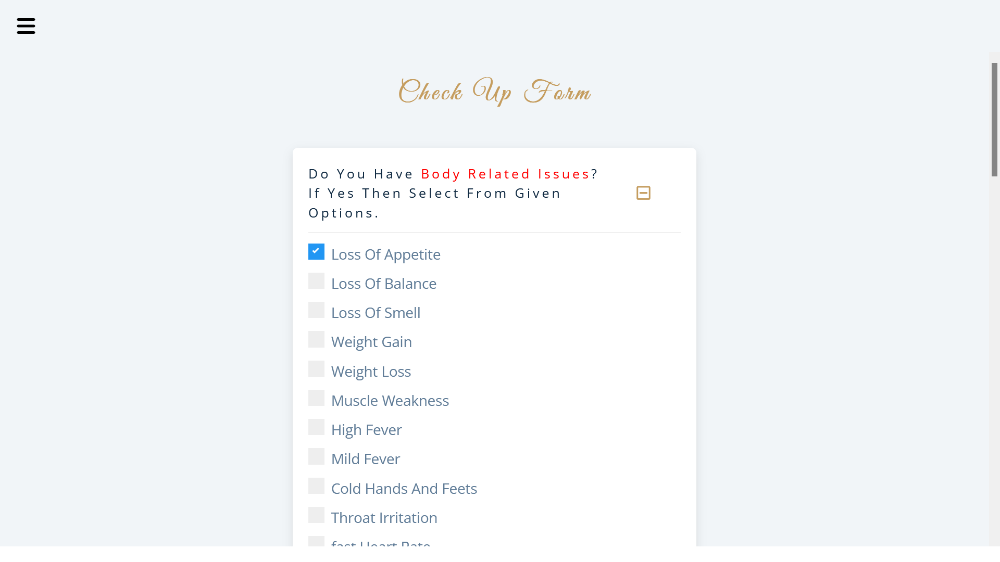 Check Up Form
Do You Have Body Related Issues?
If Yes Then Select From Given
Options.
Loss Of Appetite
Loss Of Balance
Loss Of Smell
Weight Gain
Weight Loss
Muscle Weakness
High Fever
Mild Fever
Cold Hands And Feets
Throat Irritation
fast Heart Rate